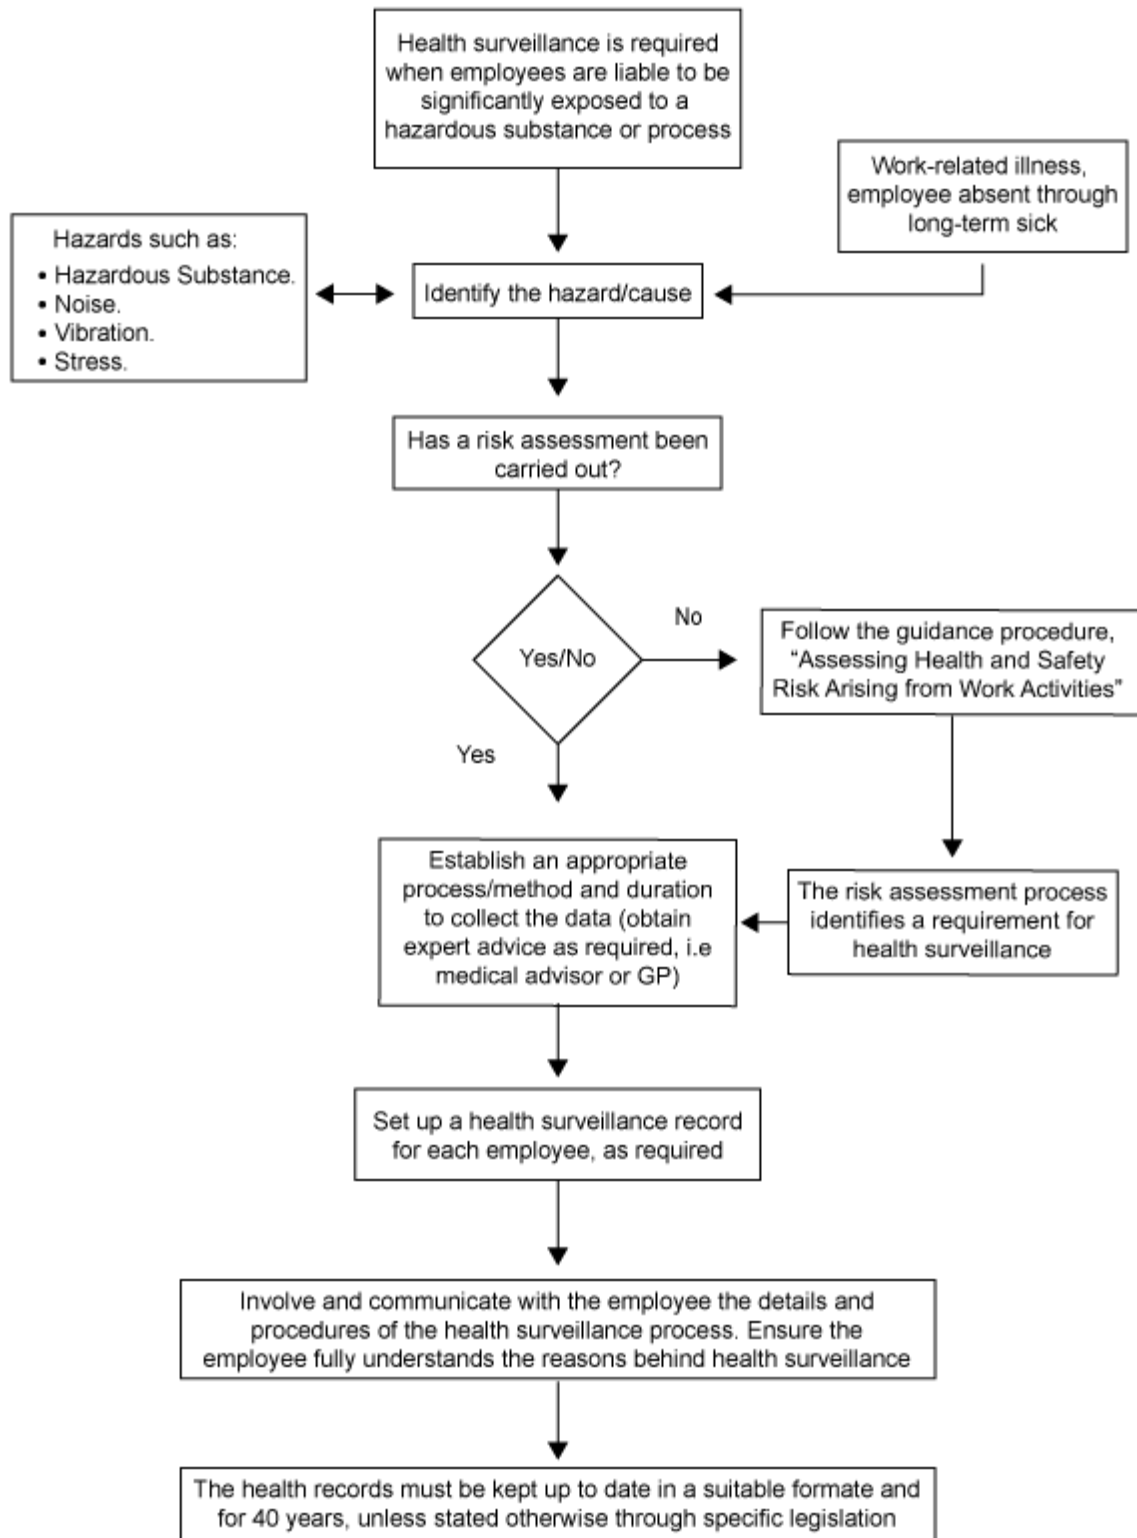 Health surveillance is required
when employees are liable to be
significantly exposed to a
hazardous substance or process
Work-related illness,
employee absent through
long-term sick
Hazards such as:
• Hazardous Substance.
• Noise.
• Vibration.
• Stress.
Identify the hazard/cause
Has a risk assessment been
carried out?
Yes/No
No
Follow the guidance procedure,
“Assessing Health and Safety
Risk Arising from Work Activities”
Yes
Establish an appropriate
process/method and duration
to collect the data (obtain
expert advice as required, i.e
medical advisor or GP)
The risk assessment process
identifies a requirement for
health surveillance
Set up a health surveillance record
for each employee, as required
Involve and communicate with the employee the details and
procedures of the health surveillance process. Ensure the
employee fully understands the reasons behind health surveillance
The health records must be kept up to date in a suitable formate and
for 40 years, unless stated otherwise through specific legislation